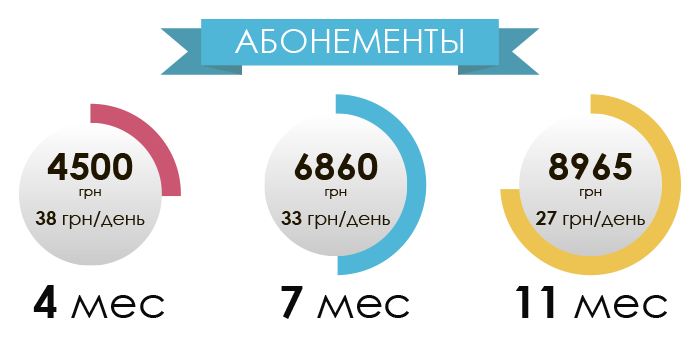 АБОНЕМЕНТЫ
4500
грн
38 грн/день
4 мес
6860
грн
33 грн/день
7 мес
8965
грн
27 грн/день
11 мес